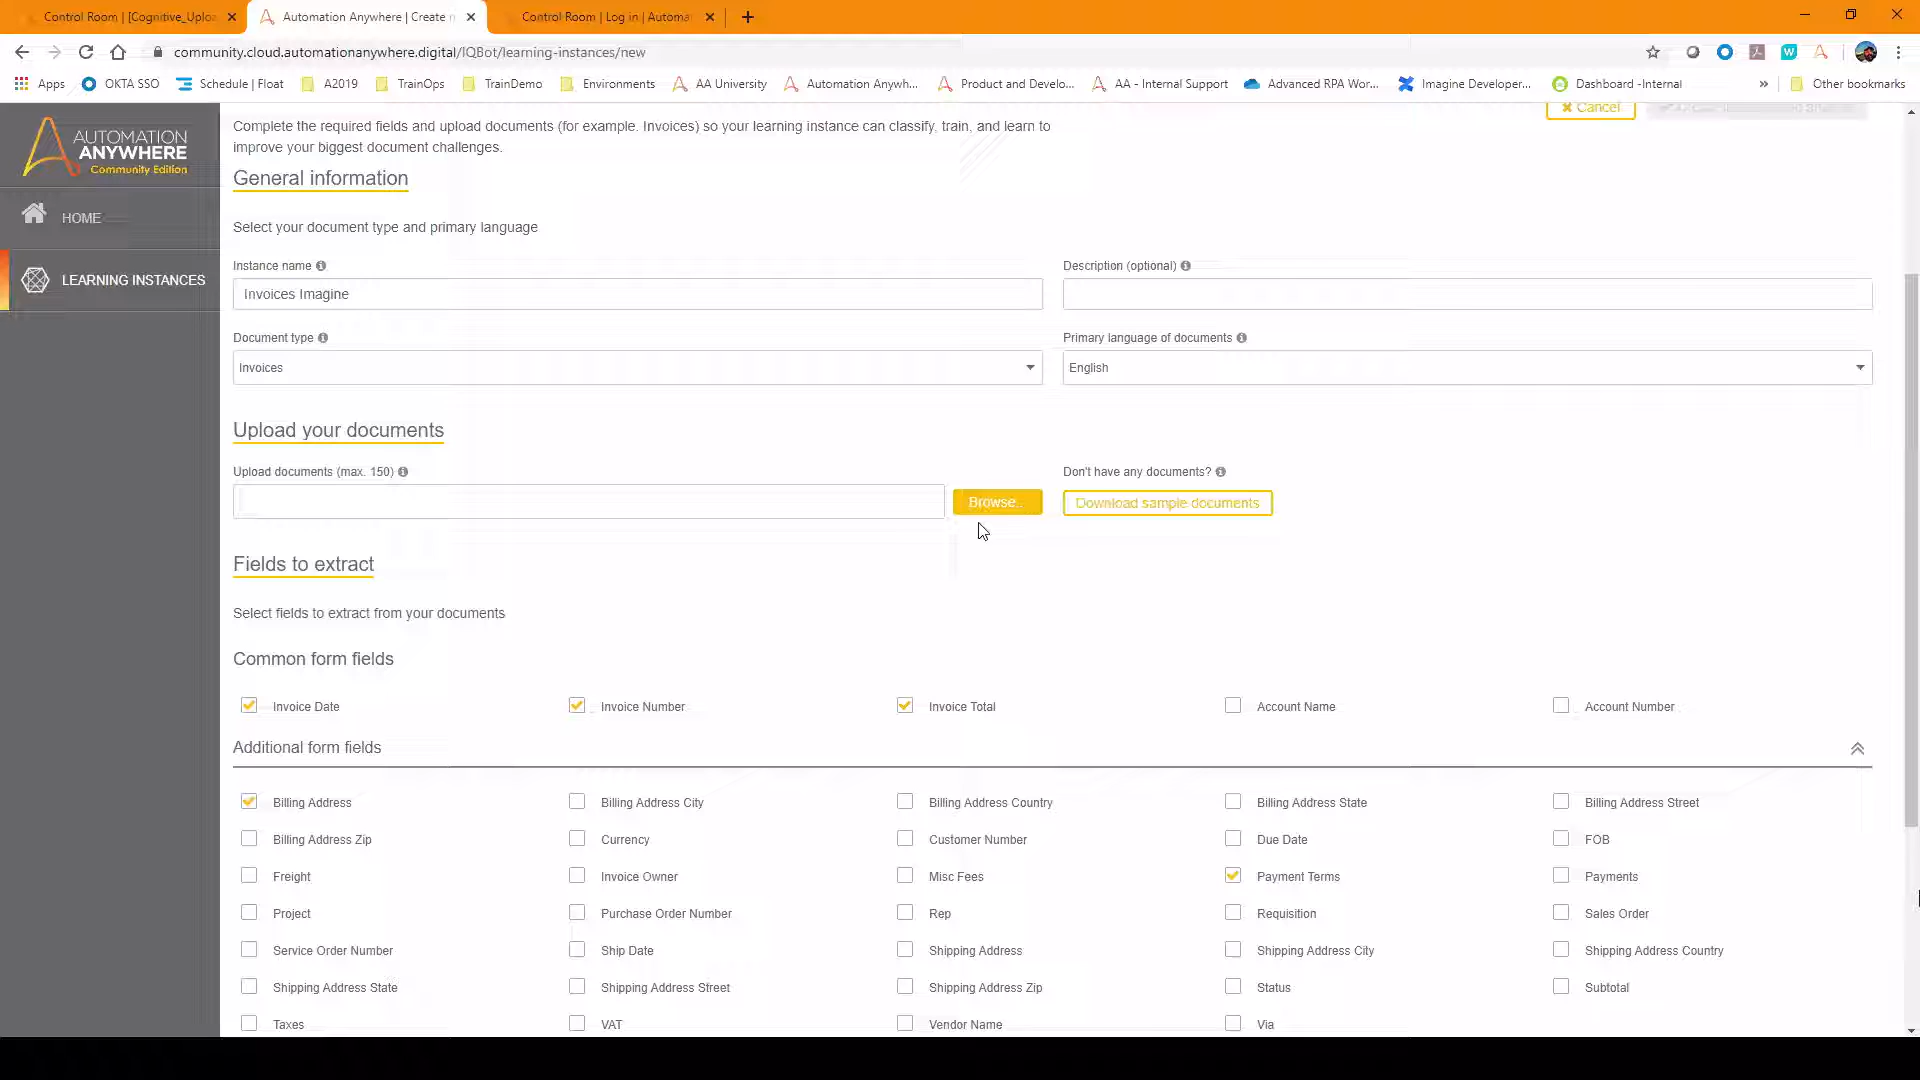 Control Room | [Cognitive_Uploa
Automation Anywhere | Create n
Control Room | Log in | Automa
community.cloud.automationanywhere.digital/IQBot/learning-instances/new
Apps
OKTA SSO
Schedule | Float
A2019
TrainOps
TrainDemo
Environments
AA University
Automation Anywh...
Product and Develo...
AA - Internal Support
Advanced RPA Wor...
Imagine Developer...
Dashboard -Internal
»
Other bookmarks
AUTOMATION
ANYWHERE
Community Edition
HOME
LEARNING INSTANCES
Cancel
Complete the required fields and upload documents (for example. Invoices) so your learning instance can classify, train, and learn to
improve your biggest document challenges.
General information
Select your document type and primary language
Instance name
Description (optional)
Invoices Imagine
Document type
Primary language of documents
Invoices
English
Upload your documents
Upload documents (max. 150)
Don't have any documents?
Browse...
Download sample documents
Fields to extract
Select fields to extract from your documents
Common form fields
Invoice Date
Invoice Number
Invoice Total
Account Name
Account Number
Additional form fields
Billing Address
Billing Address City
Billing Address Country
Billing Address State
Billing Address Street
Billing Address Zip
Currency
Customer Number
Due Date
FOB
Freight
Invoice Owner
Misc Fees
Payment Terms
Payments
Project
Purchase Order Number
Rep
Requisition
Sales Order
Service Order Number
Ship Date
Shipping Address
Shipping Address City
Shipping Address Country
Shipping Address State
Shipping Address Street
Shipping Address Zip
Status
Subtotal
Taxes
VAT
Vendor Name
Via